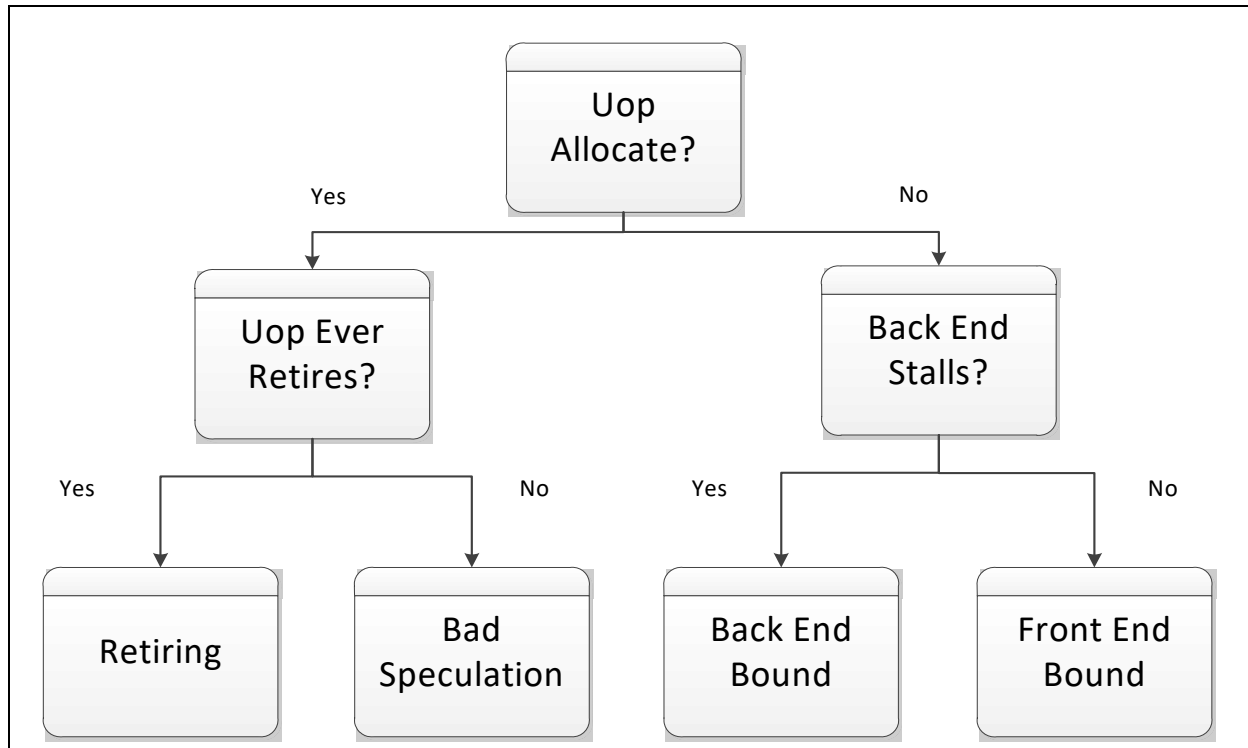 Uop
Allocate?
Yes
No
Uop Ever
Retires?
Back End
Stalls?
Yes
No
Yes
No
Retiring
Bad
Speculation
Back End
Bound
Front End
Bound